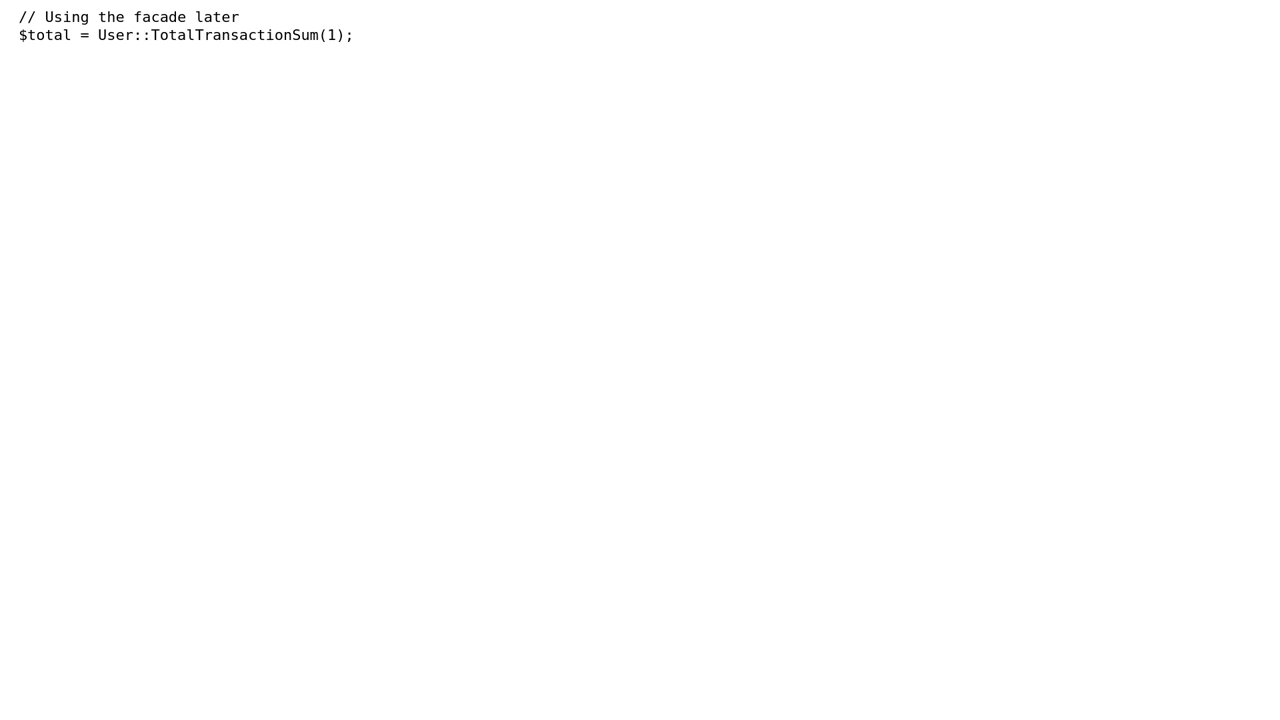 // Using the facade later
$total = User::TotalTransactionSum(1);